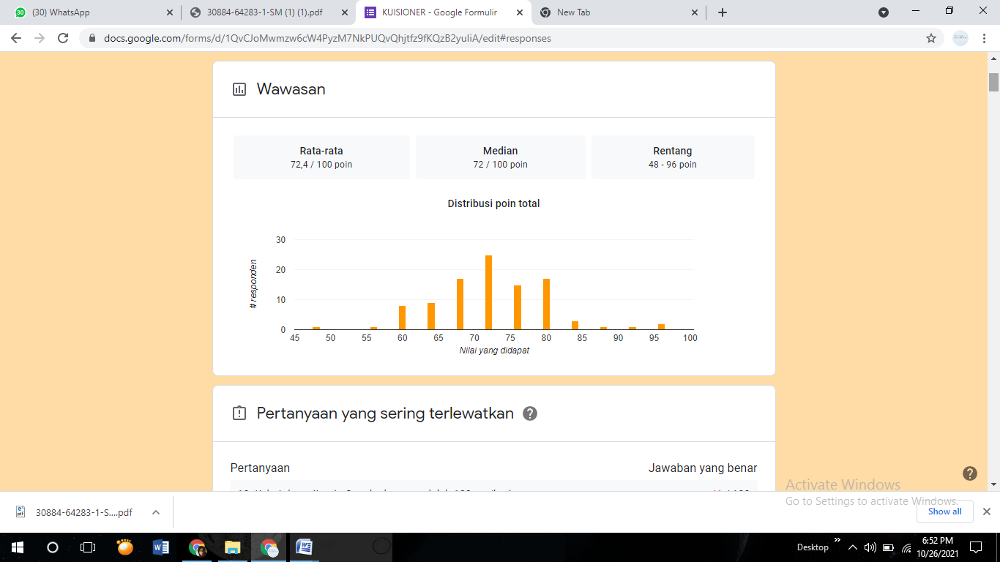 30
(30) WhatsApp
30884-64283-1-SM (1) (1).pdf
KUISIONER - Google Formulir
New Tab
docs.google.com/forms/d/1QvCJoMwmzw6cW4PyzM7NkPUQvQhjtfz9fKQzB2yuliA/edit#responses
Wawasan
Rata-rata
72,4 / 100 poin
Median
72 / 100 poin
Rentang
48 - 96 poin
Distribusi poin total
# responden
30
20
10
0
45 50 55 60 65 70 75 80 85 90 95 100
Nilai yang didapat
Pertanyaan yang sering terlewatkan
Pertanyaan
Jawaban yang benar
Activate Windows
Go to Settings to activate Windows.
30884-64283-1-S....pdf
Show all
Desktop
6:52 PM
10/26/2021